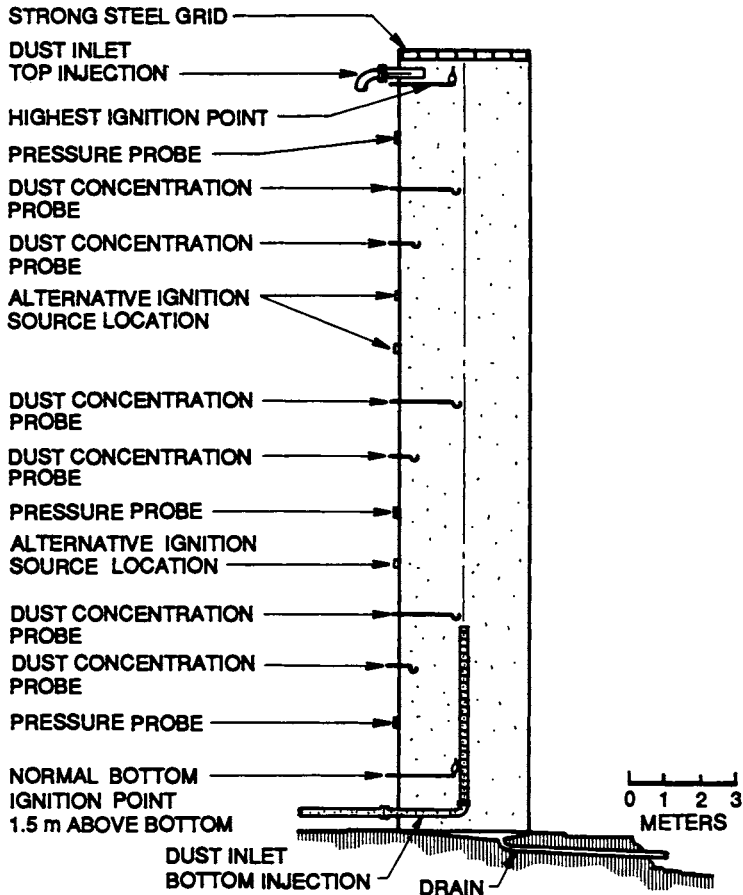 STRONG STEEL GRID
DUST INLET
TOP INJECTION
HIGHEST IGNITION POINT
PRESSURE PROBE
DUST CONCENTRATION
PROBE
DUST CONCENTRATION
PROBE
ALTERNATIVE IGNITION
SOURCE LOCATION
DUST CONCENTRATION
PROBE
DUST CONCENTRATION
PROBE
PRESSURE PROBE
ALTERNATIVE IGNITION
SOURCE LOCATION
DUST CONCENTRATION
PROBE
DUST CONCENTRATION
PROBE
PRESSURE PROBE
NORMAL BOTTOM
IGNITION POINT
1.5 m ABOVE BOTTOM
DUST INLET
BOTTOM INJECTION
DRAIN
0 1 2 3
METERS